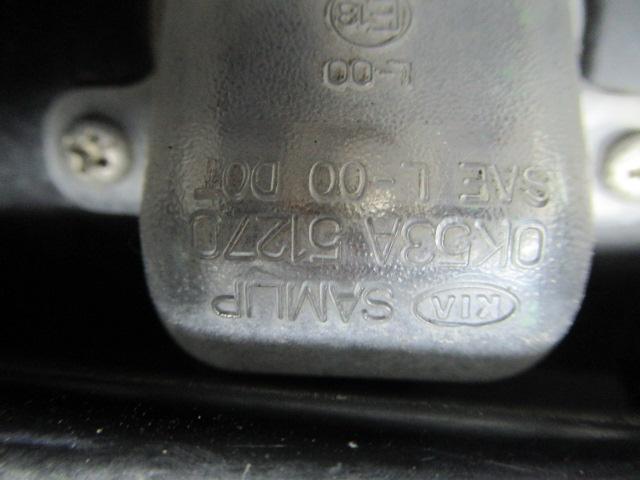 KIA SAMLIP
0K53A 51270
SAE L-00 DOT
L-00